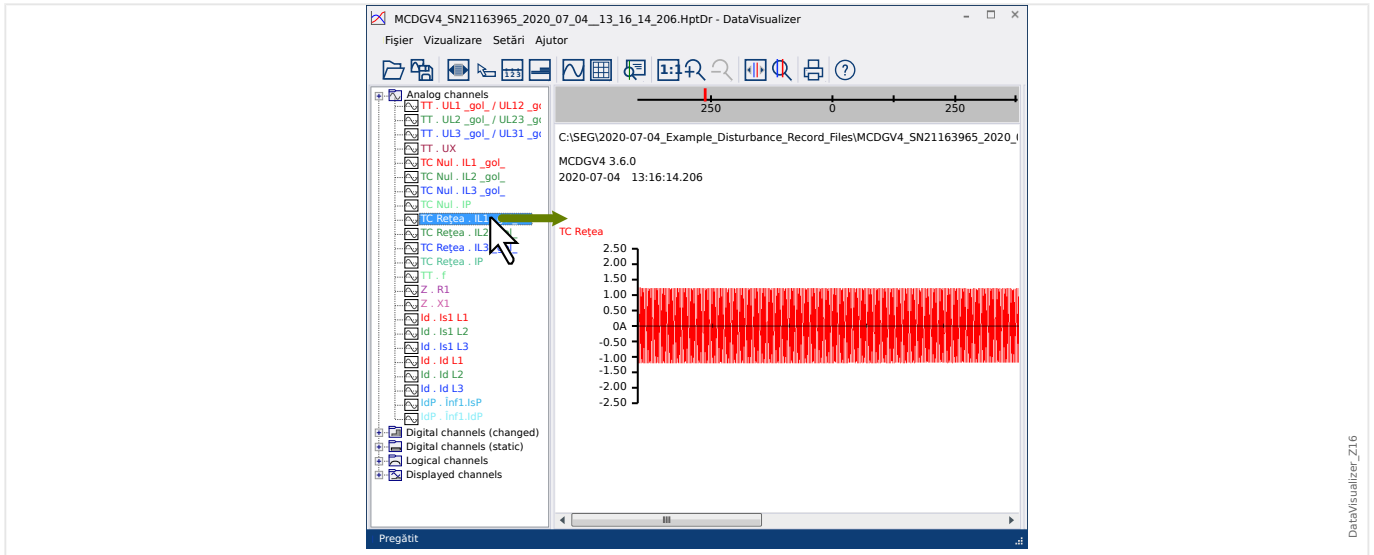 MCDGV4_SN21163965_2020_07_04__13_16_14_206.HptDr - DataVisualizer
Fișier Vizualizare Setări Ajutor
1:1
Analog channels
TT . UL1 _gol_ / UL12 _go
TT . UL2 _gol_ / UL23 _go
TT . UL3 _gol_ / UL31 _go
TT . UX
TC Nul . IL1 _gol_
TC Nul . IL2 _gol_
TC Nul . IL3 _gol_
TC Nul . IP
TC Rețea . IL1
TC Rețea . IL2
TC Rețea . IL3
TC Rețea . IP
TT . f
Z . R1
Z . X1
Id . Is1 L1
Id . Is1 L2
Id . Is1 L3
Id . Id L1
Id . Id L2
Id . Id L3
IdP . Înf1.IsP
IdP . Înf1.IdP
Digital channels (changed)
Digital channels (static)
Logical channels
Displayed channels
250 0 250
C:\SEG\2020-07-04_Example_Disturbance_Record_Files\MCDGV4_SN21163965_2020_
MCDGV4 3.6.0
2020-07-04 13:16:14.206
TC Rețea
2.50
2.00
1.50
1.00
0.50
0A
-0.50
-1.00
-1.50
-2.00
-2.50
Pregătit
DataVisualizer_Z16